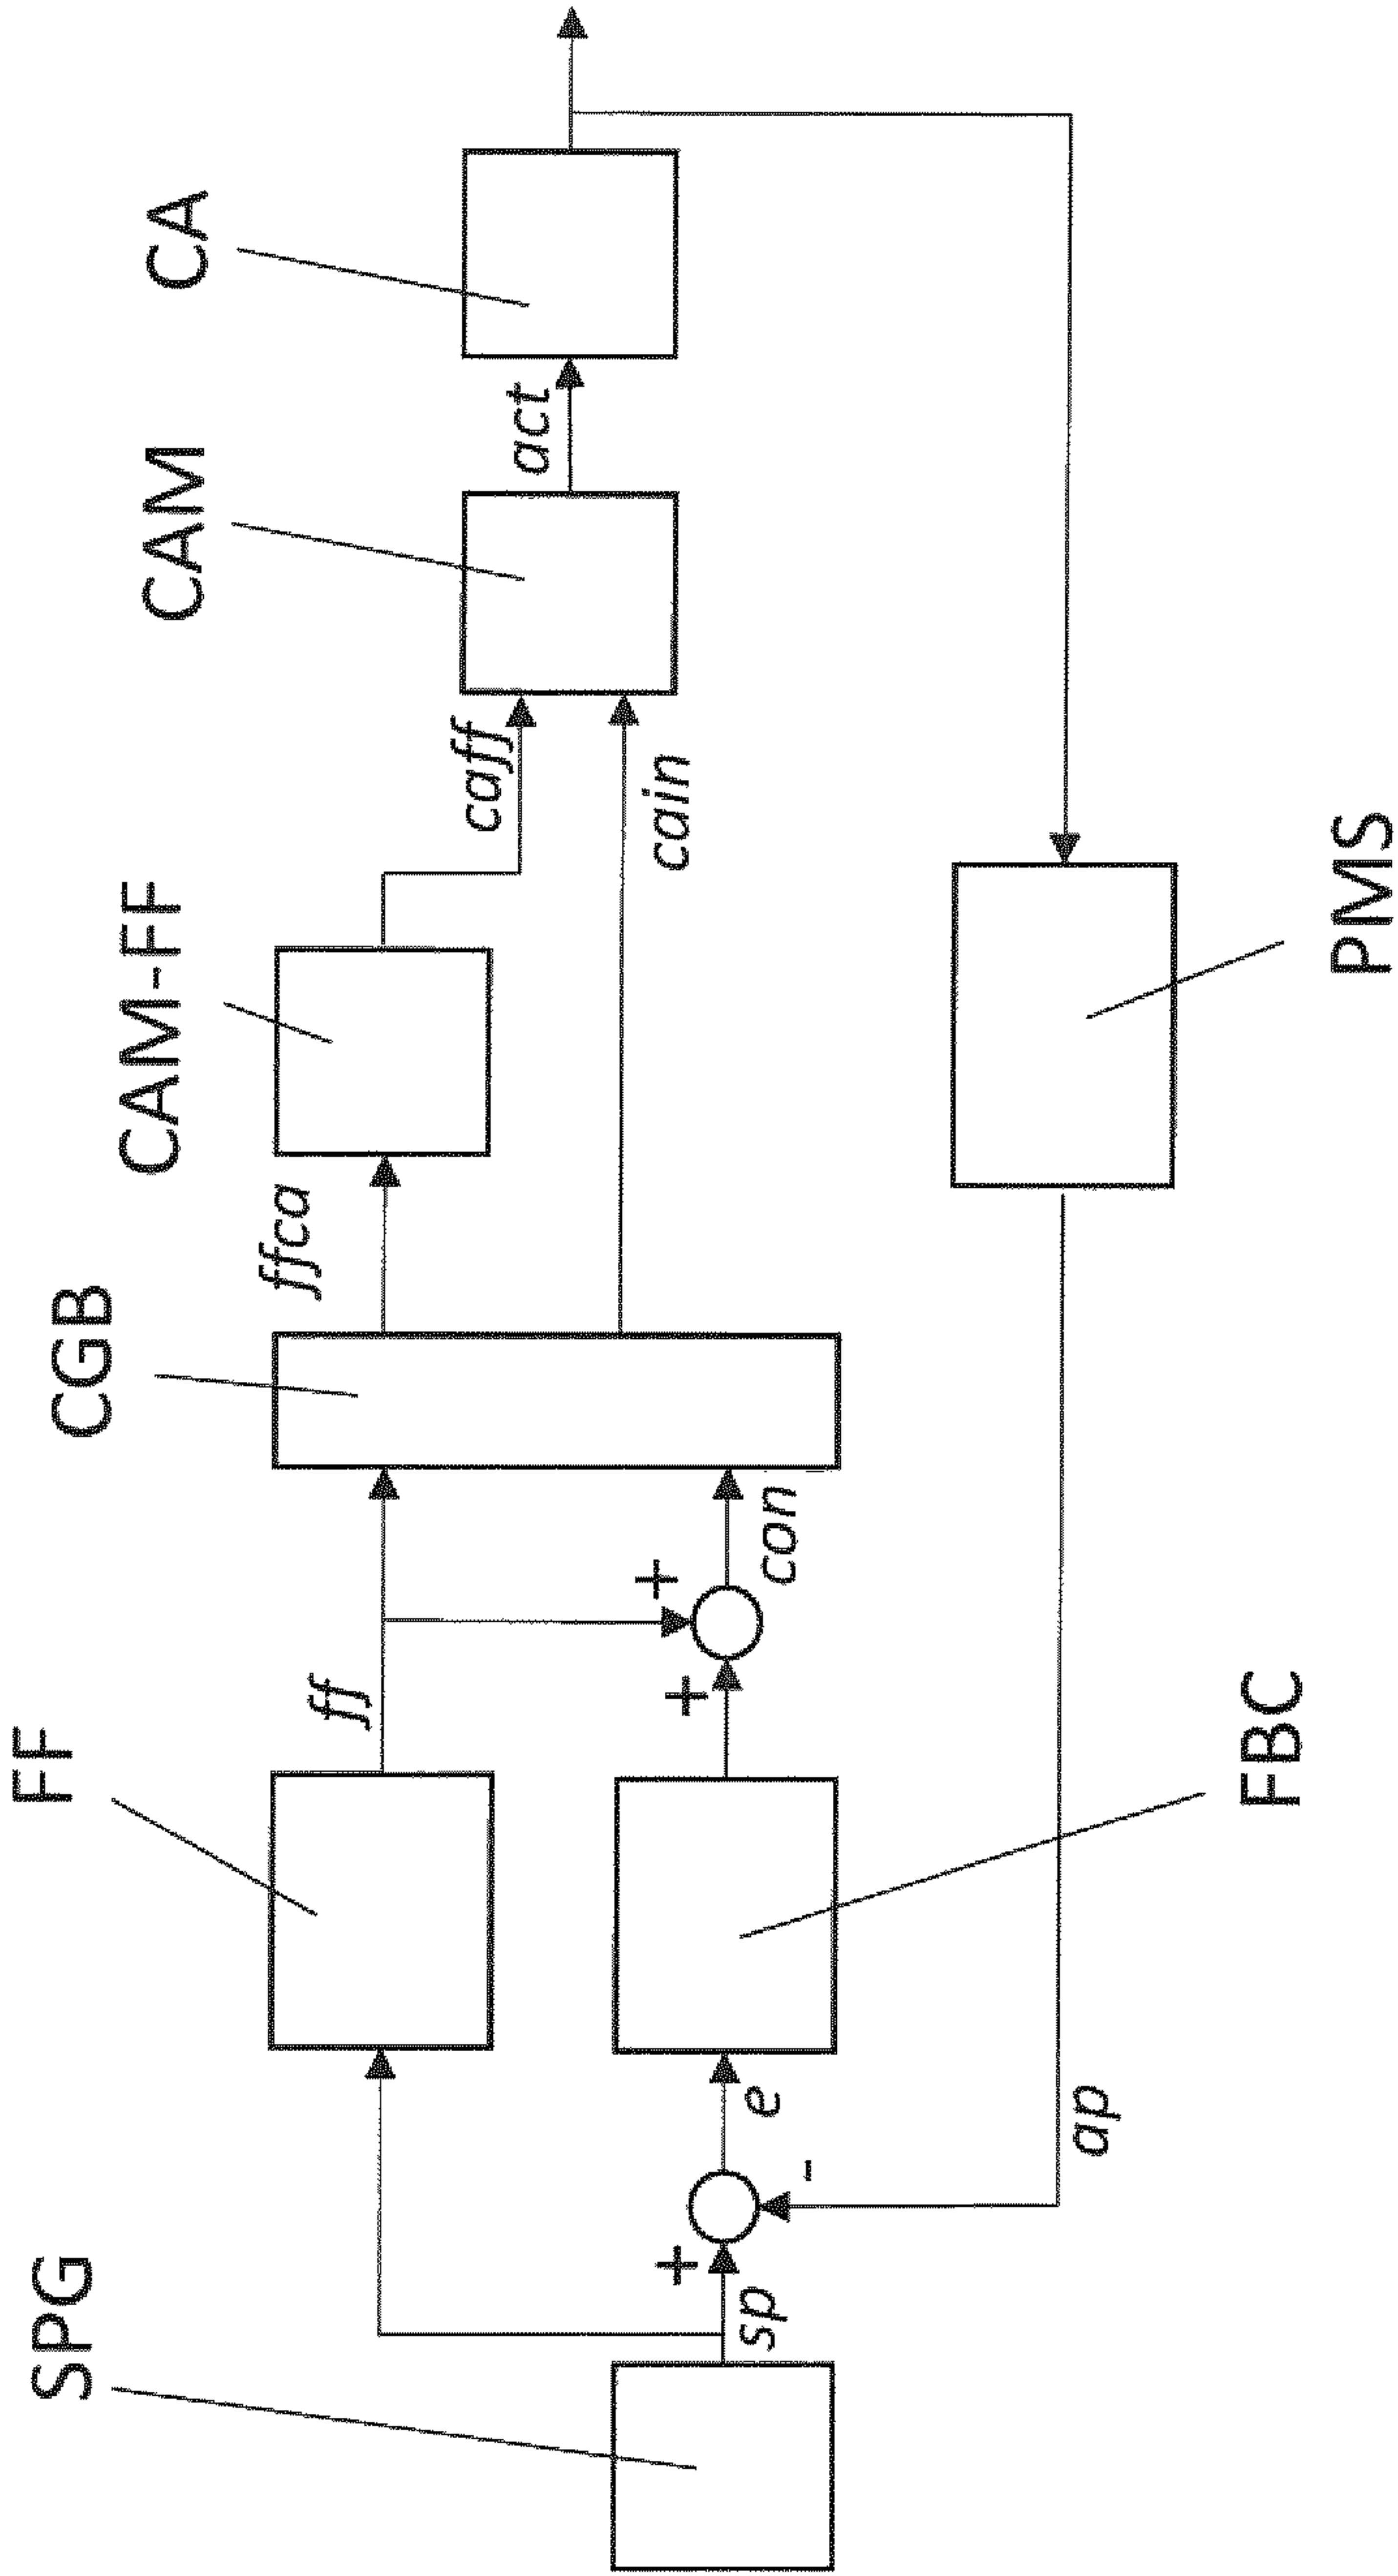 SPG
FF
CGB
CAM-FF
CAM
CA
ff
ffca
caff
act
+
+
cain
sp
+
-
e
+
con
ap
FBC
PMS